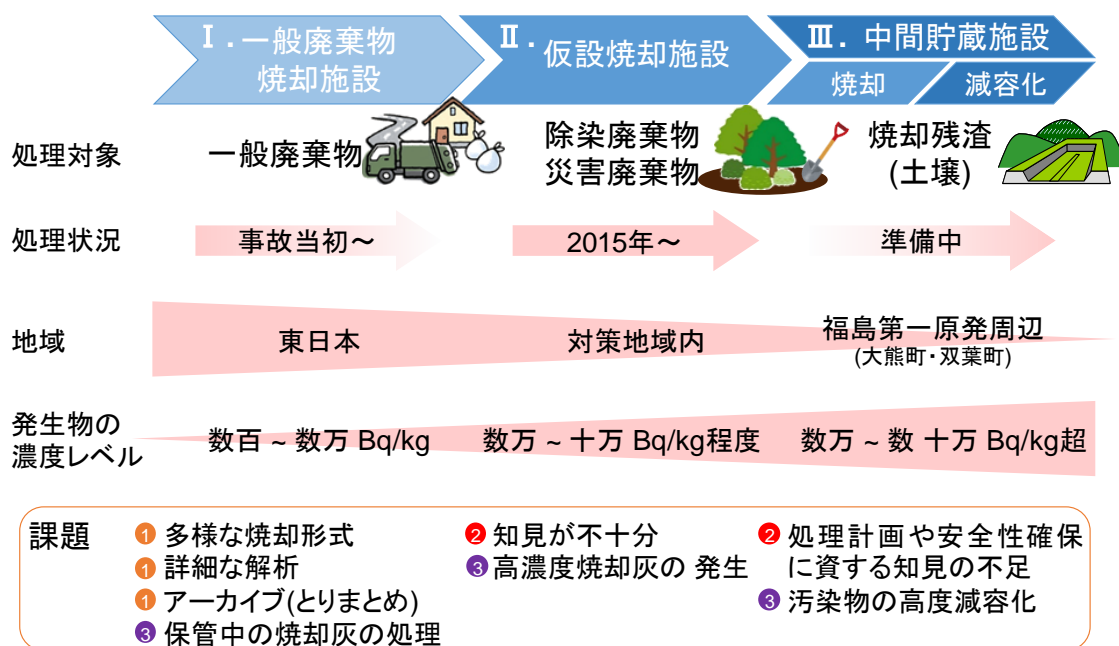 Ⅰ.一般廃棄物
焼却施設
Ⅱ.仮設焼却施設
Ⅲ.中間貯蔵施設
焼却
減容化
処理対象
一般廃棄物
除染廃棄物
災害廃棄物
焼却残渣
(土壌)
処理状況
事故当初～
2015年～
準備中
地域
東日本
対策地域内
福島第一原発周辺
(大熊町・双葉町)
発生物の
濃度レベル
数百 ~ 数万 Bq/kg
数万 ~ 十万 Bq/kg程度
数万 ~ 数 十万 Bq/kg超
課題
1 多様な焼却形式
1 詳細な解析
1 アーカイブ(とりまとめ)
3 保管中の焼却灰の処理
2 知見が不十分
3 高濃度焼却灰の 発生
2 処理計画や安全性確保
に資する知見の不足
3 汚染物の高度減容化